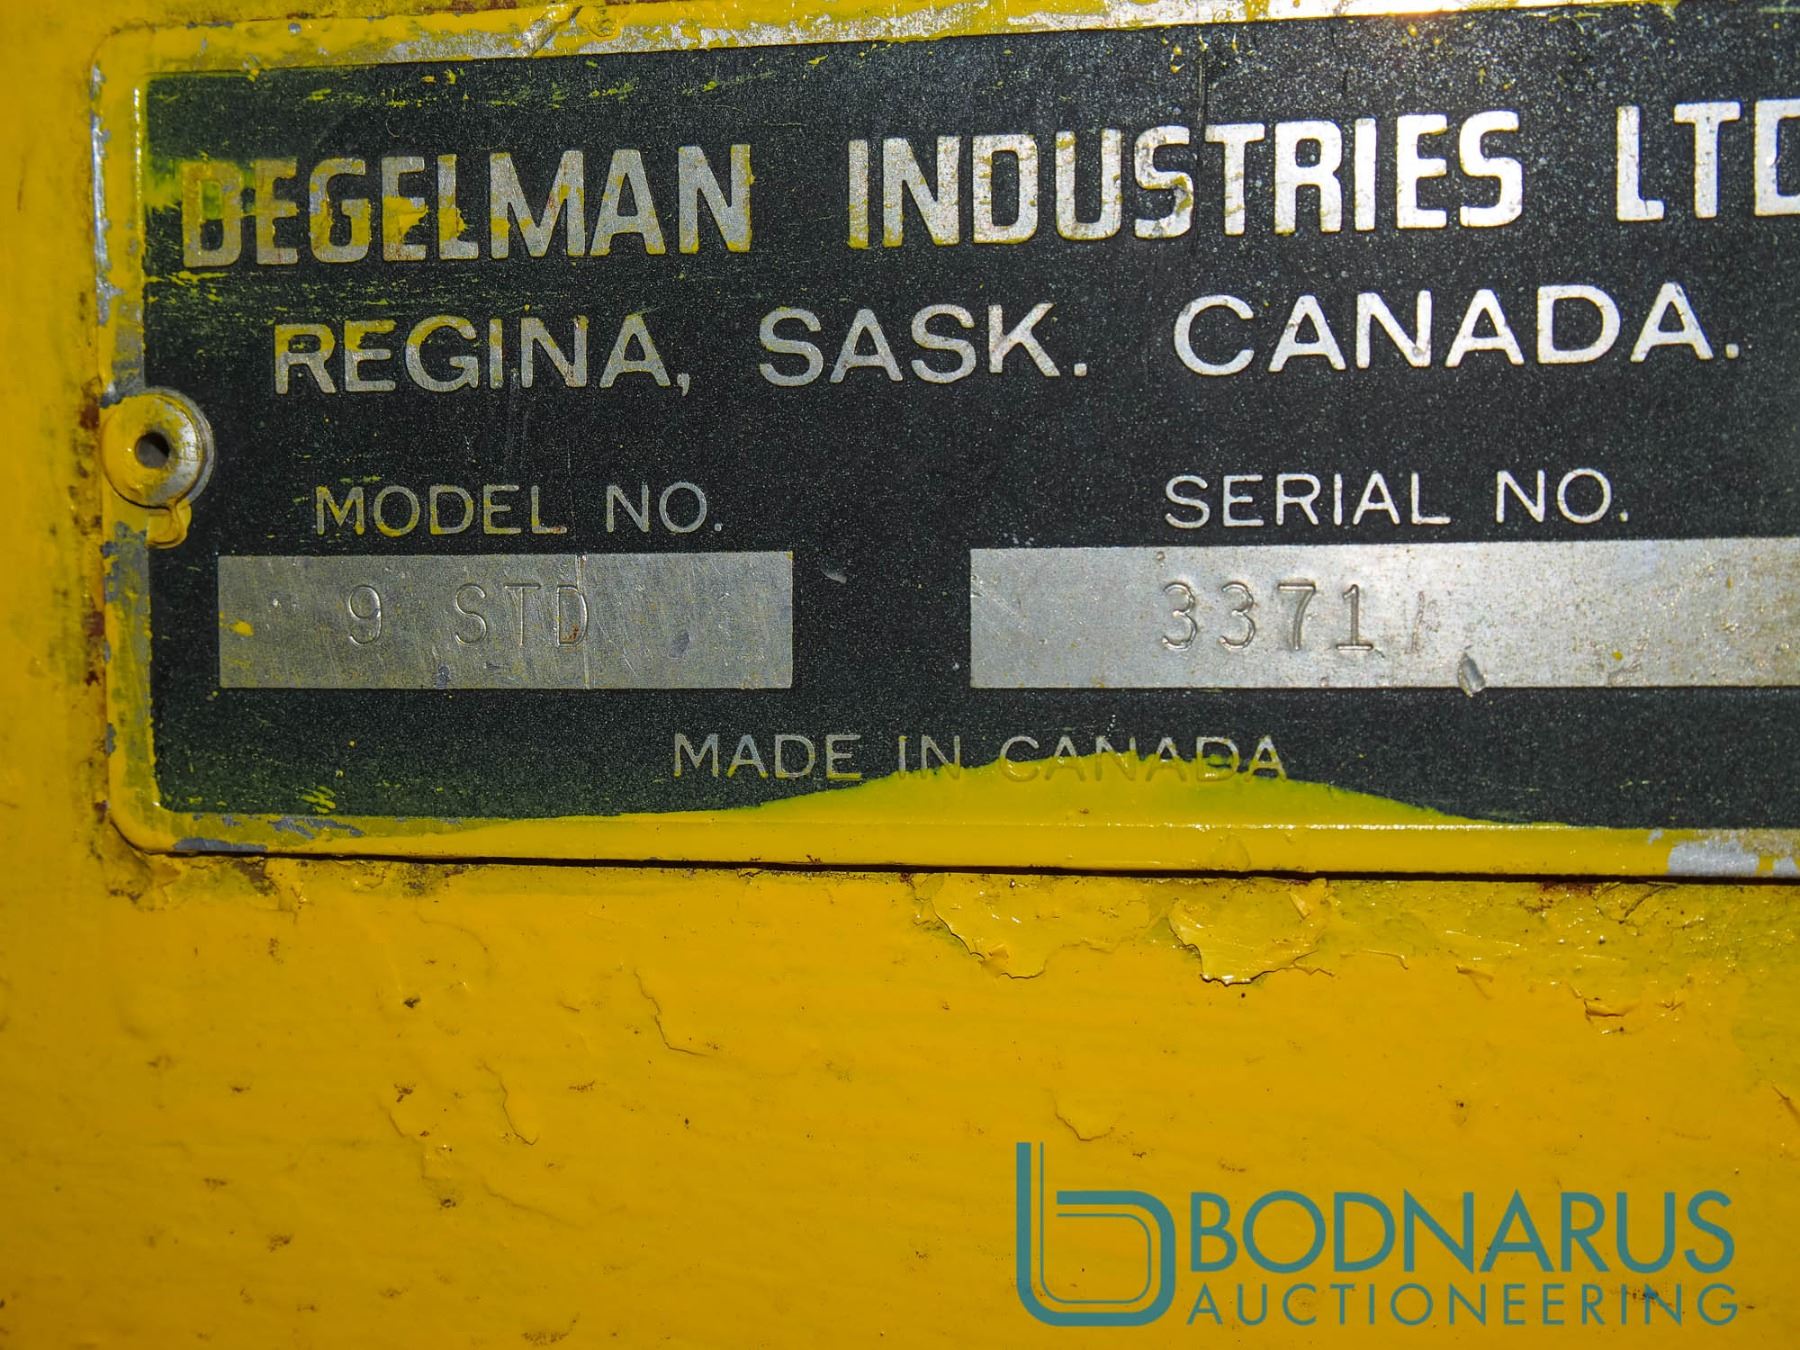 DEGELMAN INDUSTRIES LTD
REGINA, SASK. CANADA.
MODEL NO. SERIAL NO.
9 STD 3371
MADE IN CANADA
BODNARUS
AUCTIONEERING